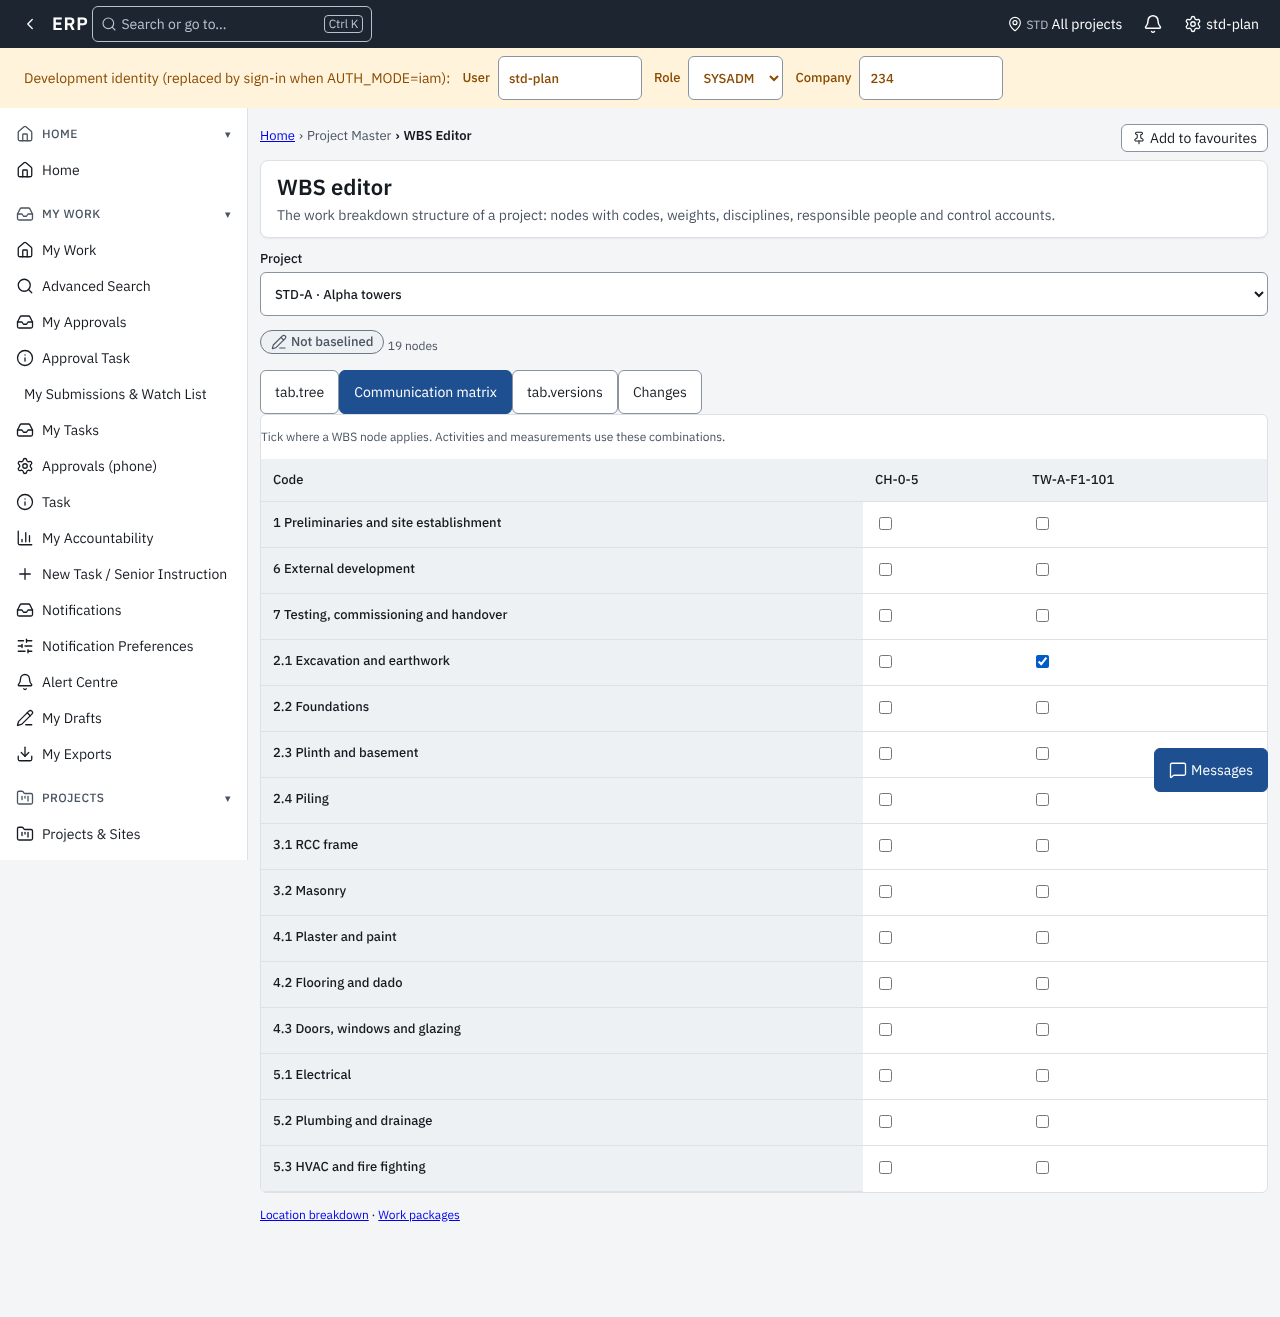 ERP
Search or go to...
Ctrl K
STD All projects
std-plan
Development identity (replaced by sign-in when AUTH_MODE=iam):
User
std-plan
Role
SYSADM
Company
234
HOME
Home
MY WORK
My Work
Advanced Search
My Approvals
Approval Task
My Submissions & Watch List
My Tasks
Approvals (phone)
Task
My Accountability
New Task / Senior Instruction
Notifications
Notification Preferences
Alert Centre
My Drafts
My Exports
PROJECTS
Projects & Sites
Home › Project Master › WBS Editor
Add to favourites
WBS editor
The work breakdown structure of a project: nodes with codes, weights, disciplines, responsible people and control accounts.
Project
STD-A · Alpha towers
Not baselined
19 nodes
tab.tree
Communication matrix
tab.versions
Changes
Tick where a WBS node applies. Activities and measurements use these combinations.
Code CH-0-5 TW-A-F1-101
1 Preliminaries and site establishment
6 External development
7 Testing, commissioning and handover
2.1 Excavation and earthwork
2.2 Foundations
2.3 Plinth and basement
2.4 Piling
3.1 RCC frame
3.2 Masonry
4.1 Plaster and paint
4.2 Flooring and dado
4.3 Doors, windows and glazing
5.1 Electrical
5.2 Plumbing and drainage
5.3 HVAC and fire fighting
Messages
Location breakdown · Work packages